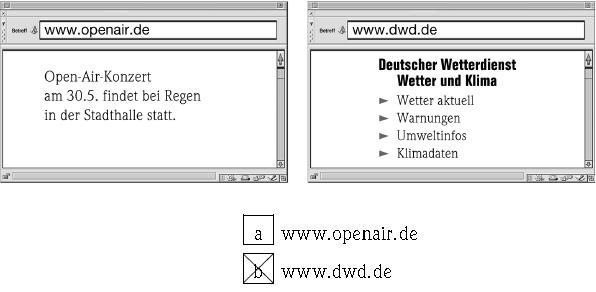 Betreff www.openair.de
Open-Air-Konzert
am 30.5. findet bei Regen
in der Stadthalle statt.
Betreff www.dwd.de
Deutscher Wetterdienst
Wetter und Klima
► Wetter aktuell
► Warnungen
► Umweltinfos
► Klimadaten
a www.openair.de
b www.dwd.de